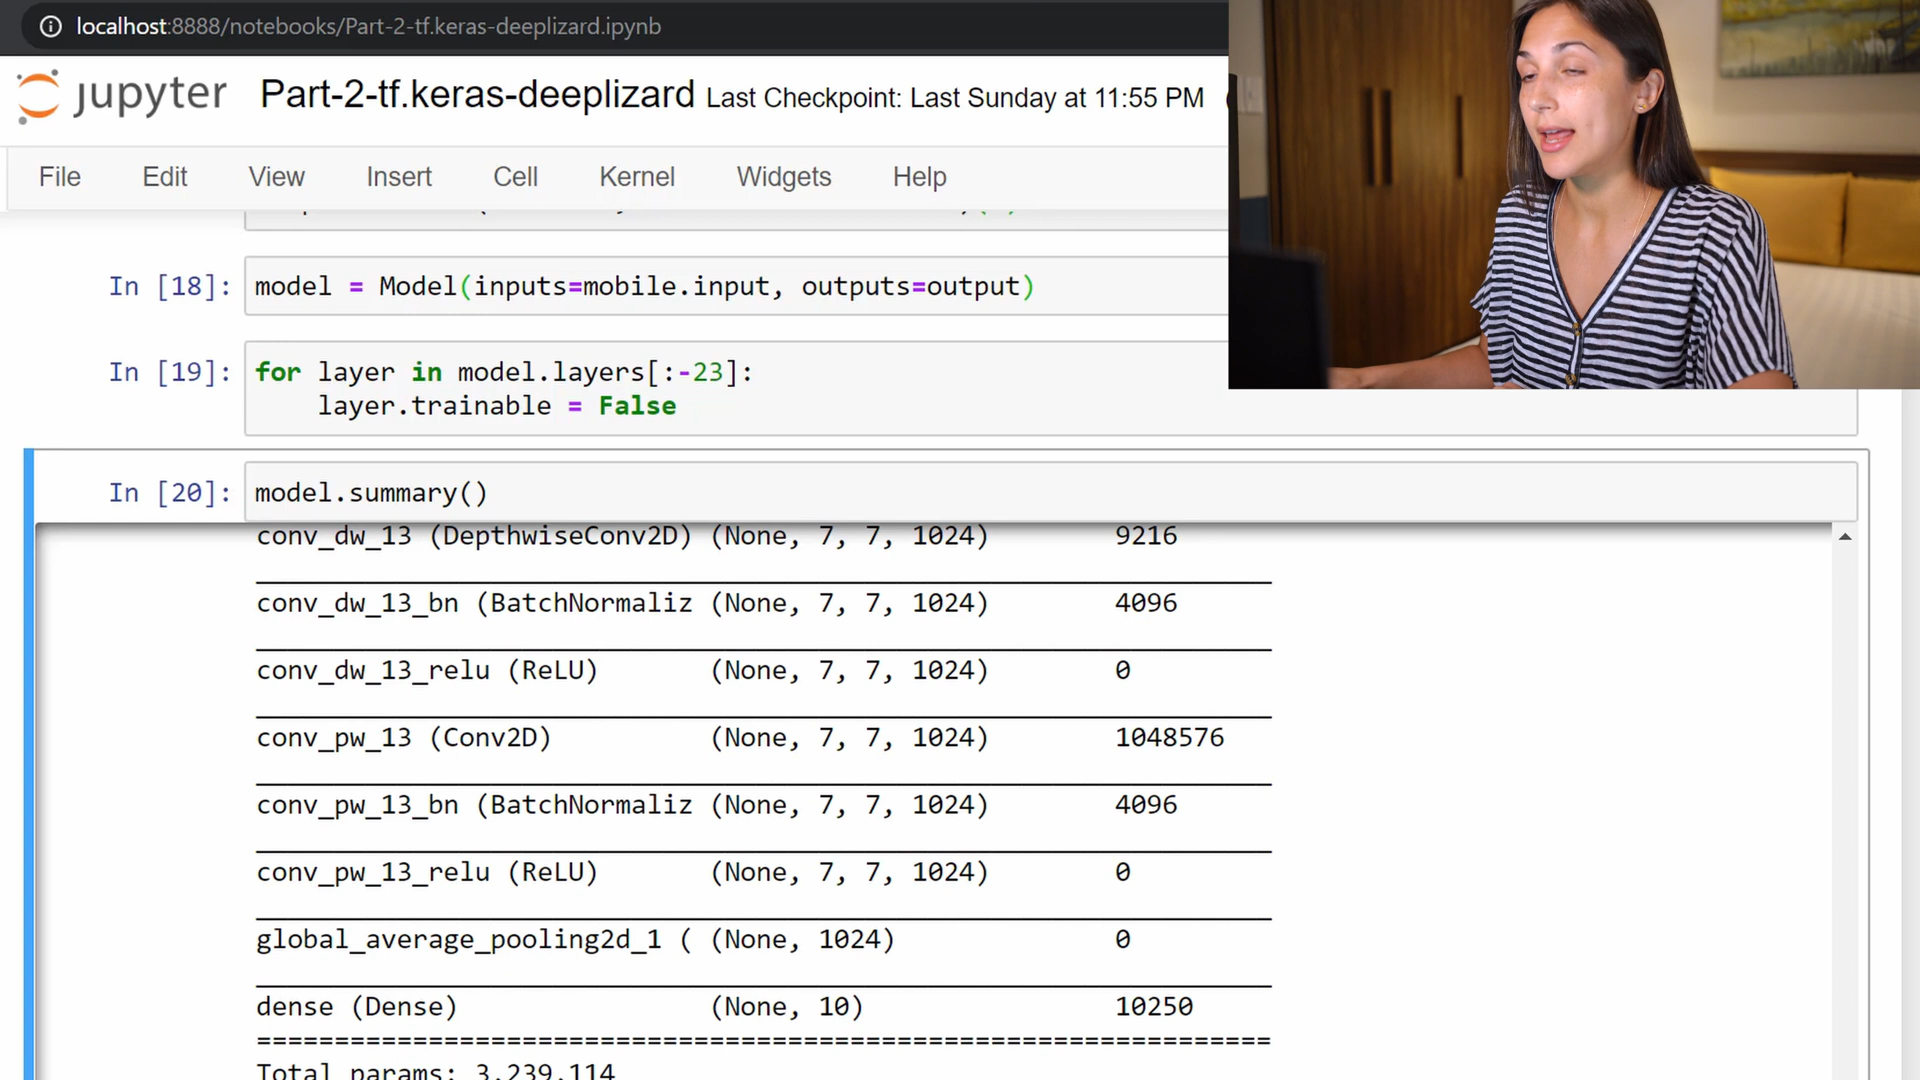 localhost:8888/notebooks/Part-2-tf.keras-deeplizard.ipynb
jupyter Part-2-tf.keras-deeplizard Last Checkpoint: Last Sunday at 11:55 PM
File Edit View Insert Cell Kernel Widgets Help
In [18]: model = Model(inputs=mobile.input, outputs=output)
In [19]: for layer in model.layers[:-23]:
layer.trainable = False
In [20]: model.summary()
conv_dw_13 (DepthwiseConv2D) (None, 7, 7, 1024) 9216
conv_dw_13_bn (BatchNormaliz (None, 7, 7, 1024) 4096
conv_dw_13_relu (ReLU) (None, 7, 7, 1024) 0
conv_pw_13 (Conv2D) (None, 7, 7, 1024) 1048576
conv_pw_13_bn (BatchNormaliz (None, 7, 7, 1024) 4096
conv_pw_13_relu (ReLU) (None, 7, 7, 1024) 0
global_average_pooling2d_1 ( (None, 1024) 0
dense (Dense) (None, 10) 10250
=================================================================
Total params: 3,239,114